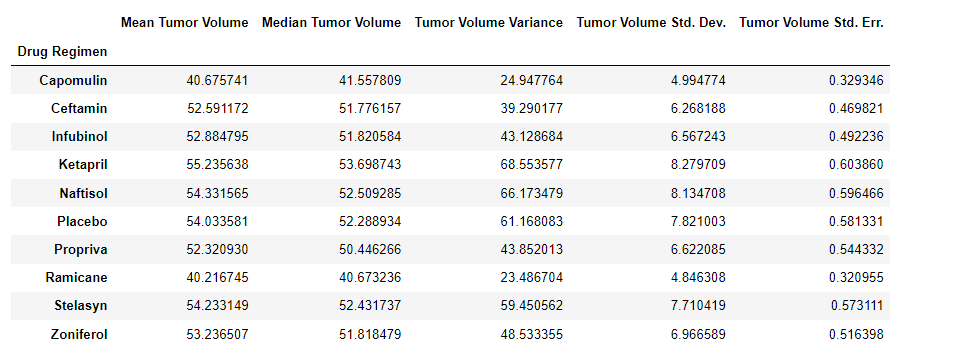 Mean Tumor Volume Median Tumor Volume Tumor Volume Variance Tumor Volume Std. Dev. Tumor Volume Std. Err.
Drug Regimen
Capomulin 40.675741 41.557809 24.947764 4.994774 0.329346
Ceftamin 52.591172 51.776157 39.290177 6.268188 0.469821
Infubinol 52.884795 51.820584 43.128684 6.567243 0.492236
Ketapril 55.235638 53.698743 68.553577 8.279709 0.603860
Naftisol 54.331565 52.509285 66.173479 8.134708 0.596466
Placebo 54.033581 52.288934 61.168083 7.821003 0.581331
Propriva 52.320930 50.446266 43.852013 6.622085 0.544332
Ramicane 40.216745 40.673236 23.486704 4.846308 0.320955
Stelasyn 54.233149 52.431737 59.450562 7.710419 0.573111
Zoniferol 53.236507 51.818479 48.533355 6.966589 0.516398